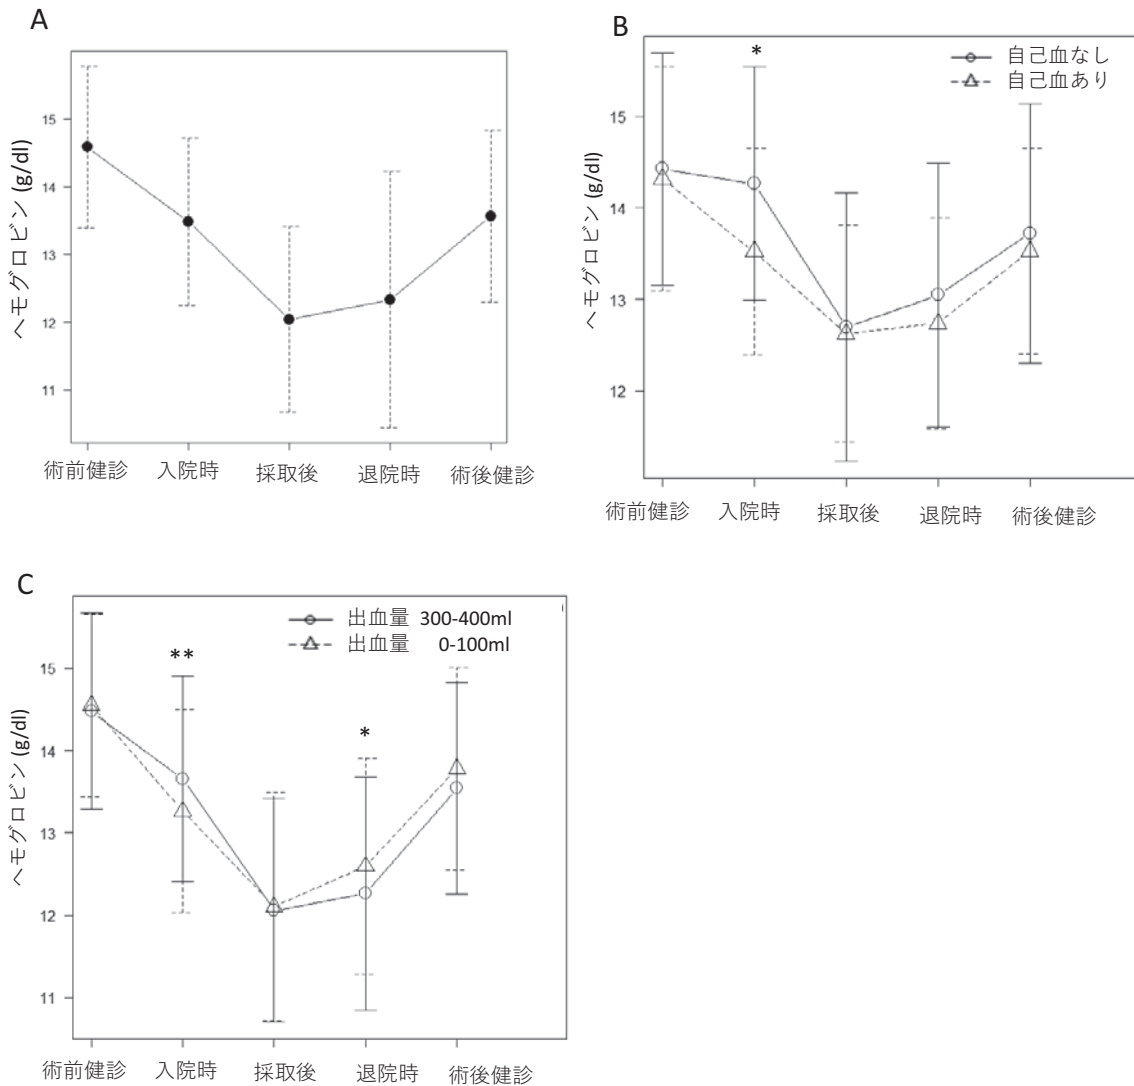 A
ヘモグロビン (g/dl)
15
14
13
12
11
術前健診
入院時
採取後
退院時
術後健診
B
*
自己血なし
自己血あり
ヘモグロビン (g/dl)
15
14
13
12
術前健診
入院時
採取後
退院時
術後健診
C
出血量 300-400ml
出血量 0-100ml
**
*
ヘモグロビン (g/dl)
15
14
13
12
11
術前健診
入院時
採取後
退院時
術後健診